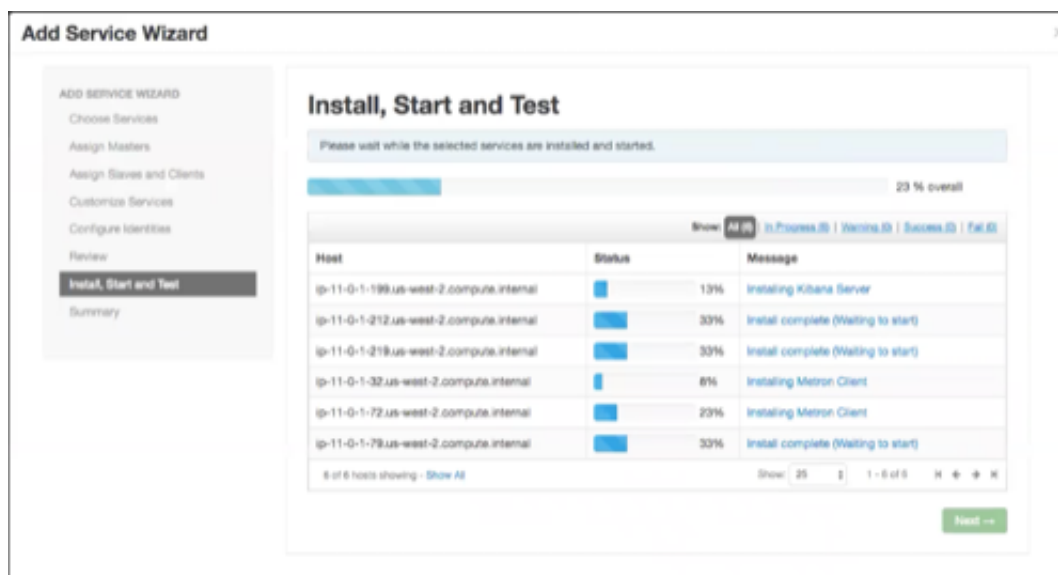 Add Service Wizard
ADD SERVICE WIZARD
Choose Services
Assign Masters
Assign Slaves and Clients
Customize Services
Configure Identities
Review
Install, Start and Test
Summary
Install, Start and Test
Please wait while the selected services are installed and started.
23 % overall
Show: All (6) | In Progress (6) | Warning (0) | Success (0) | Fail (0)
Host Status Message
ip-11-0-1-199.us-west-2.compute.internal 13% Installing Kibana Server
ip-11-0-1-212.us-west-2.compute.internal 33% Install complete (Waiting to start)
ip-11-0-1-219.us-west-2.compute.internal 33% Install complete (Waiting to start)
ip-11-0-1-32.us-west-2.compute.internal 8% Installing Metron Client
ip-11-0-1-72.us-west-2.compute.internal 23% Installing Metron Client
ip-11-0-1-79.us-west-2.compute.internal 33% Install complete (Waiting to start)
6 of 6 hosts showing - Show All Show: 25 1 - 6 of 6
Next →